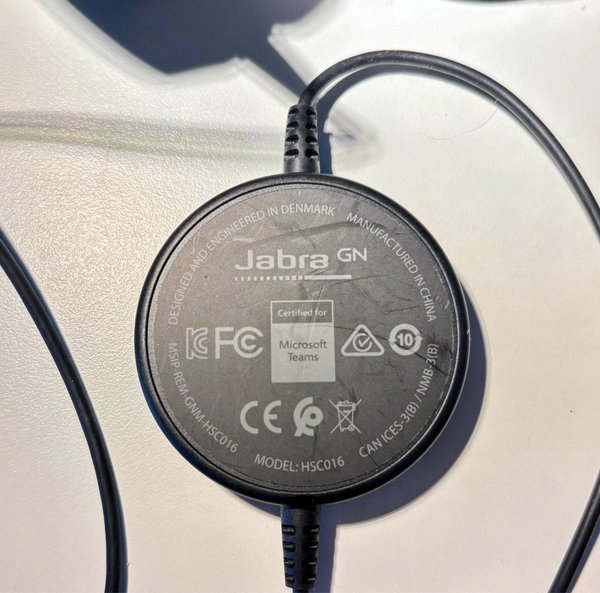 DESIGNED AND ENGINEERED IN DENMARK
MANUFACTURED IN CHINA
Jabra GN
Certified for
Microsoft
Teams
FC
10
CE
MSIP-REM-GNM-HSC016
MODEL: HSC016
CAN ICES-3(B) / NMB-3(B)